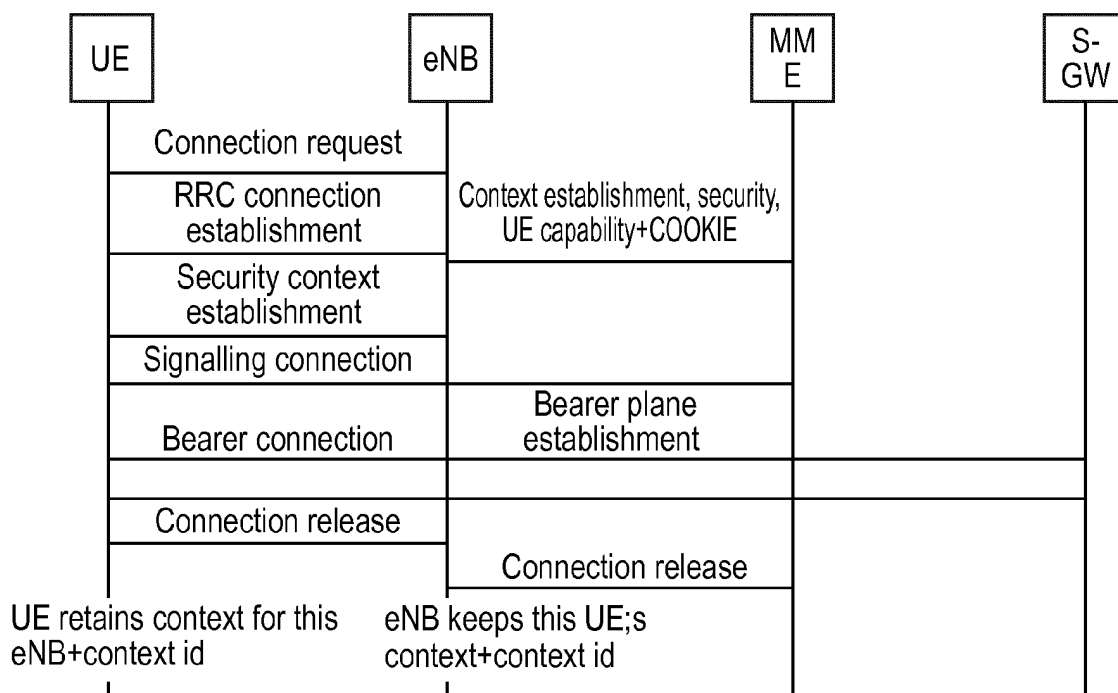 UE
eNB
MM
E
S-
GW
Connection request
RRC connection
establishment
Context establishment, security,
UE capability+COOKIE
Security context
establishment
Signalling connection
Bearer plane
establishment
Bearer connection
Connection release
Connection release
UE retains context for this
eNB+context id
eNB keeps this UE;s
context+context id